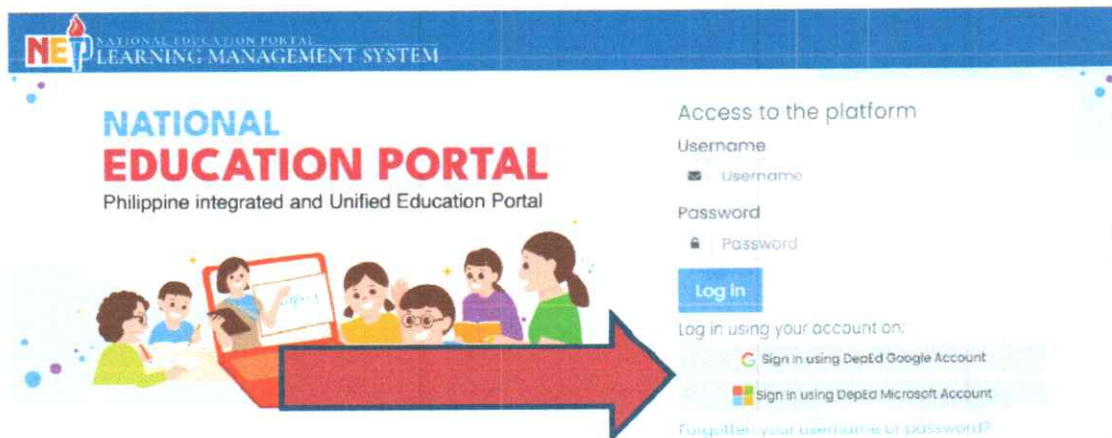 NET NATIONAL EDUCATION PORTAL
LEARNING MANAGEMENT SYSTEM
NATIONAL
EDUCATION PORTAL
Philippine integrated and Unified Education Portal
Access to the platform
Username
Username
Password
Password
Log in
Log in using your account on:
Sign in using DepEd Google Account
Sign in using DepEd Microsoft Account
Forgotten your username or password?